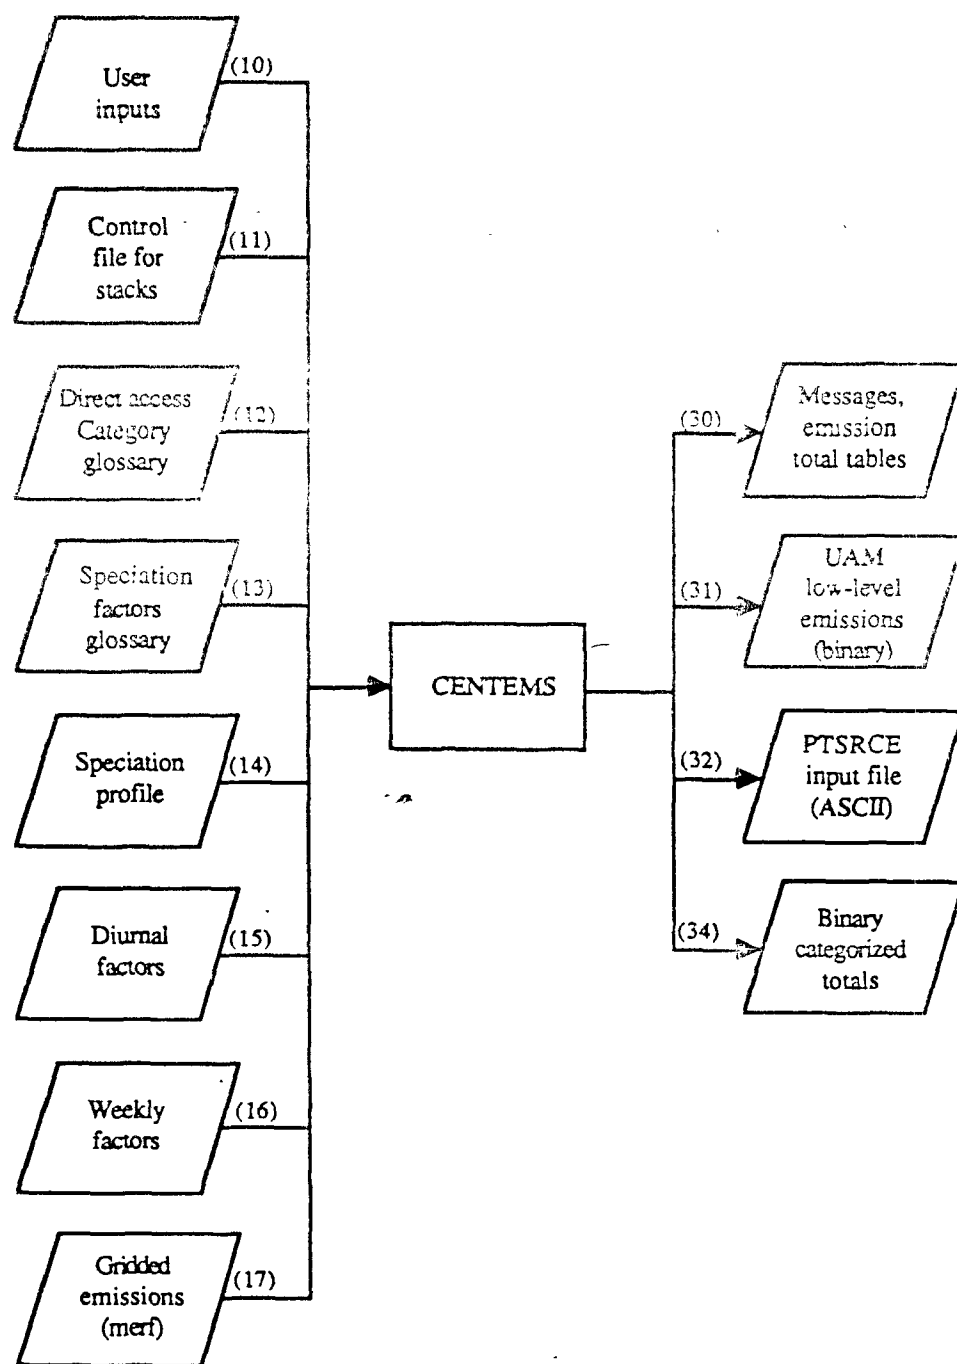 User
inputs
(10)
Control
file for
stacks
(11)
Direct access
Category
glossary
(12)
Speciation
factors
glossary
(13)
Speciation
profile
(14)
Diurnal
factors
(15)
Weekly
factors
(16)
Gridded
emissions
(merf)
(17)
CENTEMS
(30)
Messages,
emission
total tables
(31)
UAM
low-level
emissions
(binary)
(32)
PTSRCE
input file
(ASCII)
(34)
Binary
categorized
totals